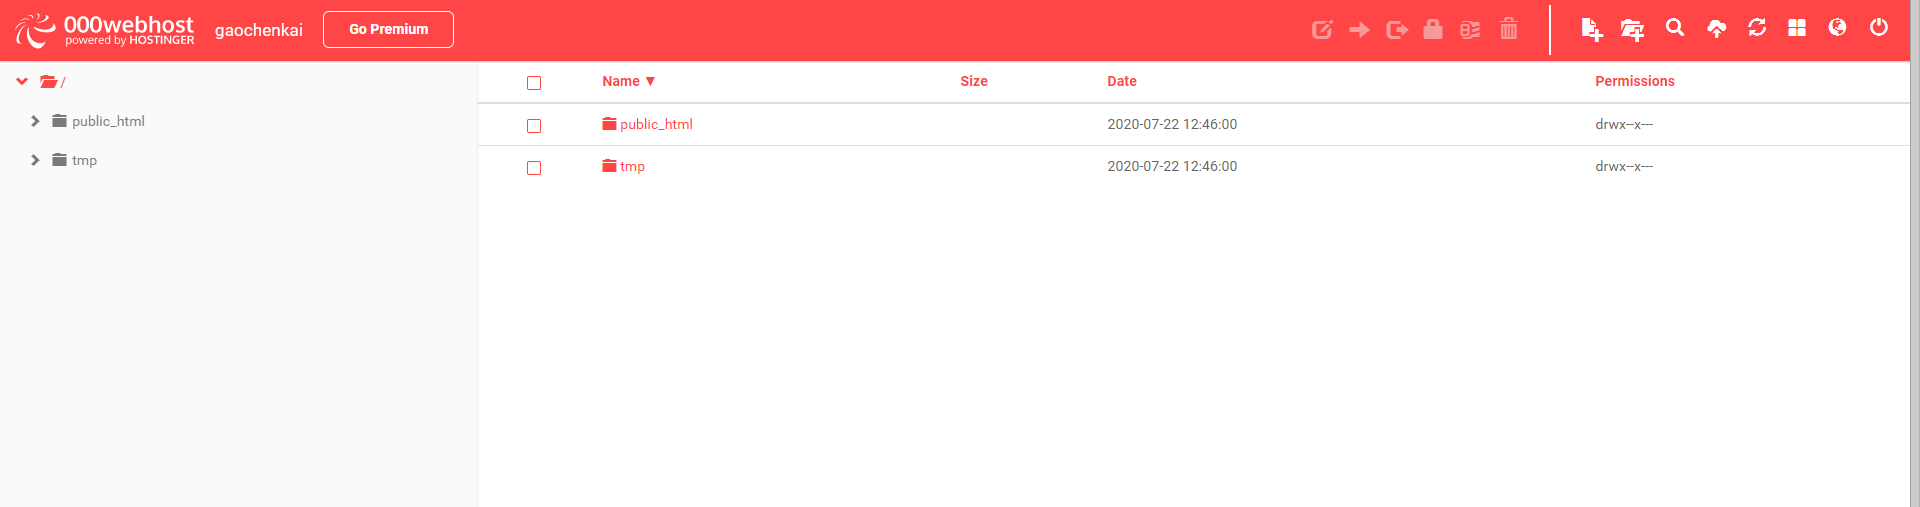 000webhost
powered by HOSTINGER
gaochenkai
Go Premium
/
public_html
tmp
Name ▼ Size Date Permissions
public_html 2020-07-22 12:46:00 drwx--x---
tmp 2020-07-22 12:46:00 drwx--x---